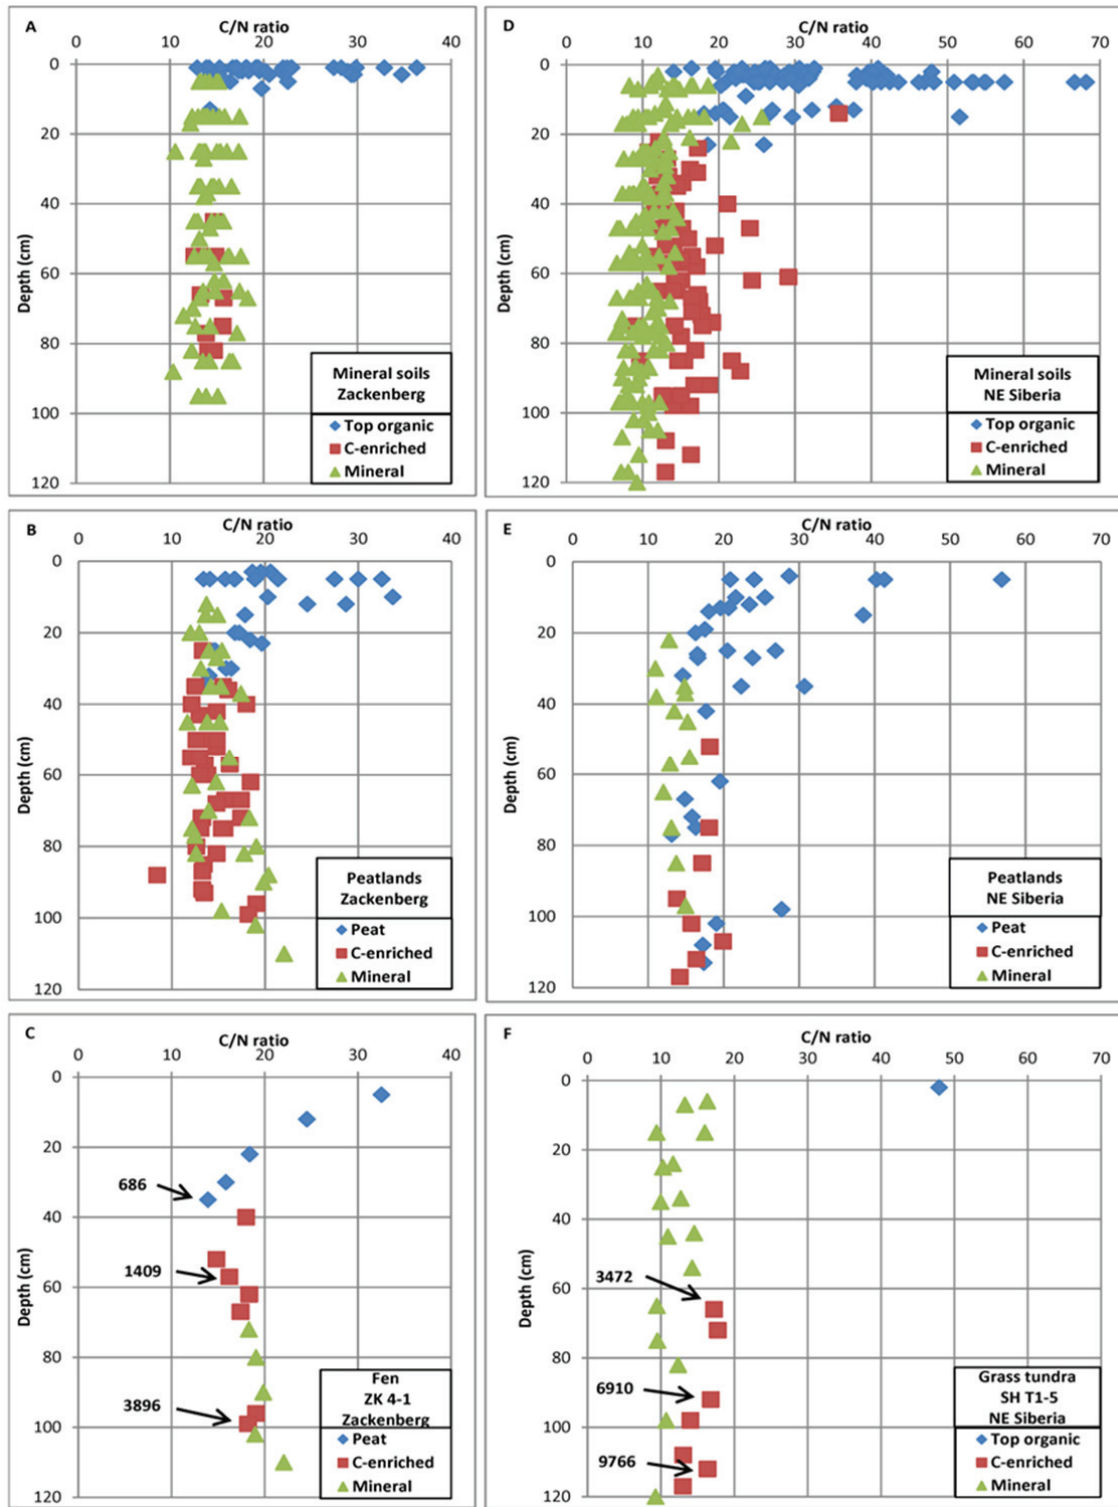 A
C/N ratio
0 10 20 30 40
0
20
40
60
80
100
120
Depth (cm)
Mineral soils
Zackenberg
Top organic
C-enriched
Mineral
D
C/N ratio
0 10 20 30 40 50 60 70
0
20
40
60
80
100
120
Depth (cm)
Mineral soils
NE Siberia
Top organic
C-enriched
Mineral
B
C/N ratio
0 10 20 30 40
0
20
40
60
80
100
120
Depth (cm)
Peatlands
Zackenberg
Peat
C-enriched
Mineral
E
C/N ratio
0 10 20 30 40 50 60 70
0
20
40
60
80
100
120
Depth (cm)
Peatlands
NE Siberia
Peat
C-enriched
Mineral
C
C/N ratio
0 10 20 30 40
0
20
40
60
80
100
120
Depth (cm)
686
1409
3896
Fen
ZK 4-1
Zackenberg
Peat
C-enriched
Mineral
F
C/N ratio
0 10 20 30 40 50 60 70
0
20
40
60
80
100
120
Depth (cm)
3472
6910
9766
Grass tundra
SH T1-5
NE Siberia
Top organic
C-enriched
Mineral